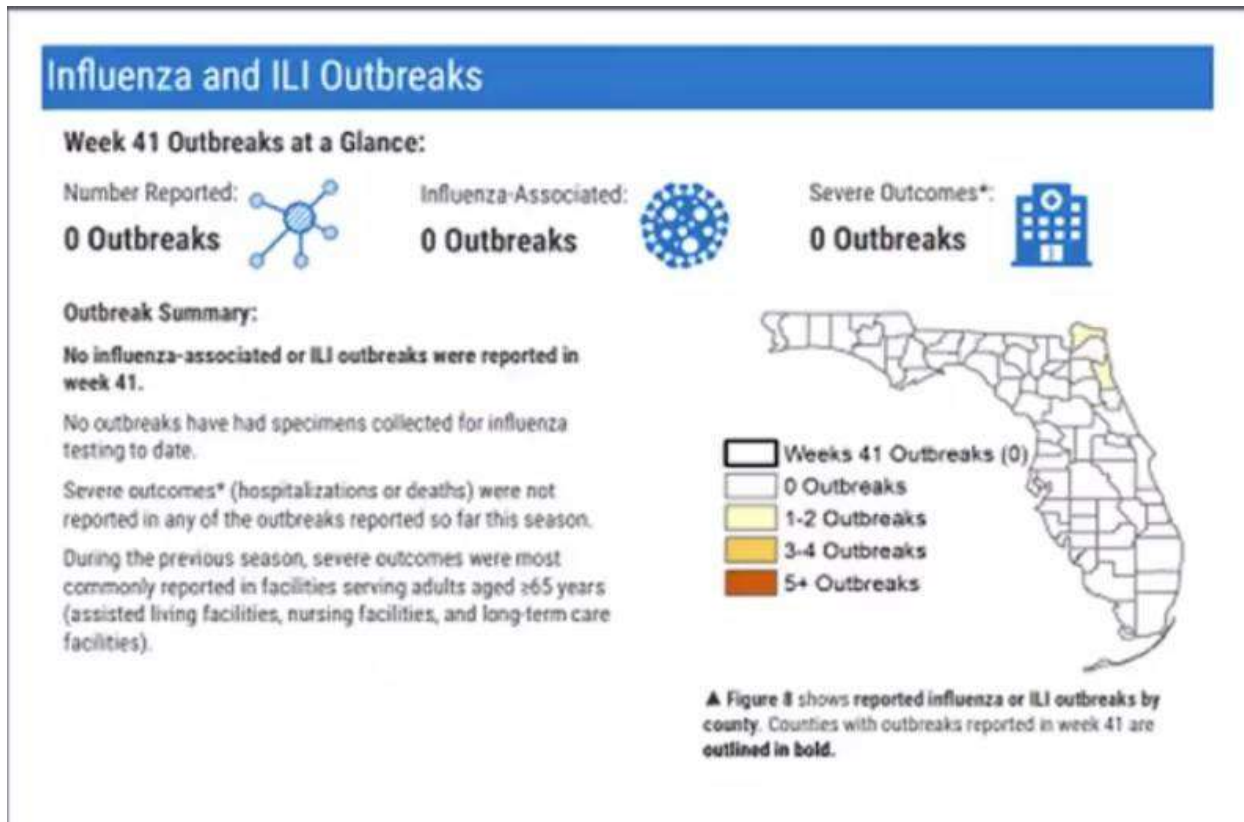 Influenza and ILI Outbreaks
Week 41 Outbreaks at a Glance:
Number Reported:
0 Outbreaks
Influenza-Associated:
0 Outbreaks
Severe Outcomes*:
0 Outbreaks
Outbreak Summary:
No influenza-associated or ILI outbreaks were reported in
week 41.
No outbreaks have had specimens collected for influenza
testing to date.
Severe outcomes* (hospitalizations or deaths) were not
reported in any of the outbreaks reported so far this season.
During the previous season, severe outcomes were most
commonly reported in facilities serving adults aged ≥65 years
(assisted living facilities, nursing facilities, and long-term care
facilities).
Weeks 41 Outbreaks (0)
0 Outbreaks
1-2 Outbreaks
3-4 Outbreaks
5+ Outbreaks
▲ Figure 8 shows reported influenza or ILI outbreaks by
county. Counties with outbreaks reported in week 41 are
outlined in bold.